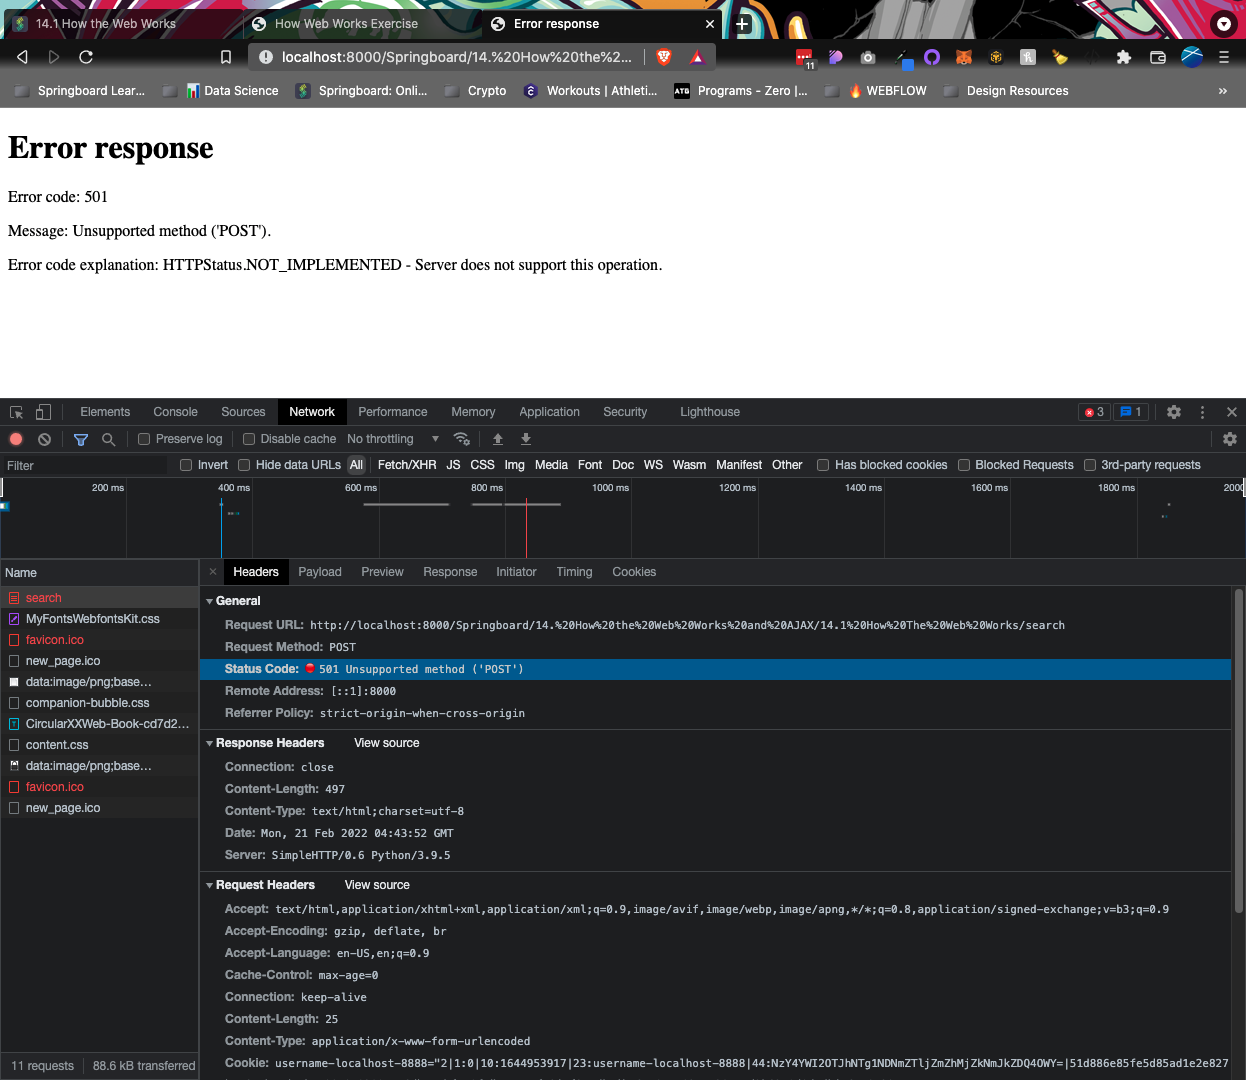 14.1 How the Web Works
How Web Works Exercise
Error response
localhost:8000/Springboard/14.%20How%20the%2...
11
Springboard Lear...
Data Science
Springboard: Onli...
Crypto
Workouts | Athleti...
ATG
Programs - Zero |...
WEBFLOW
Design Resources
»
Error response
Error code: 501
Message: Unsupported method ('POST').
Error code explanation: HTTPStatus.NOT_IMPLEMENTED - Server does not support this operation.
Elements Console Sources Network Performance Memory Application Security Lighthouse 3 1
Preserve log Disable cache No throttling
Filter Invert Hide data URLs All Fetch/XHR JS CSS Img Media Font Doc WS Wasm Manifest Other Has blocked cookies Blocked Requests 3rd-party requests
200 ms 400 ms 600 ms 800 ms 1000 ms 1200 ms 1400 ms 1600 ms 1800 ms 2000
Name
search
MyFontsWebfontsKit.css
favicon.ico
new_page.ico
data:image/png;base...
companion-bubble.css
CircularXXWeb-Book-cd7d2...
content.css
data:image/png;base...
favicon.ico
new_page.ico
11 requests 88.6 kB transferred
Headers Payload Preview Response Initiator Timing Cookies
General
Request URL: http://localhost:8000/Springboard/14.%20How%20the%20Web%20Works%20and%20AJAX/14.1%20How%20The%20Web%20Works/search
Request Method: POST
Status Code: 501 Unsupported method ('POST')
Remote Address: [::1]:8000
Referrer Policy: strict-origin-when-cross-origin
Response Headers View source
Connection: close
Content-Length: 497
Content-Type: text/html;charset=utf-8
Date: Mon, 21 Feb 2022 04:43:52 GMT
Server: SimpleHTTP/0.6 Python/3.9.5
Request Headers View source
Accept: text/html,application/xhtml+xml,application/xml;q=0.9,image/avif,image/webp,image/apng,*/*;q=0.8,application/signed-exchange;v=b3;q=0.9
Accept-Encoding: gzip, deflate, br
Accept-Language: en-US,en;q=0.9
Cache-Control: max-age=0
Connection: keep-alive
Content-Length: 25
Content-Type: application/x-www-form-urlencoded
Cookie: username-localhost-8888="2|1:0|10:1644953917|23:username-localhost-8888|44:NzY4YWI2OTJhNTg1NDNmZTljZmZhMjZkNmJkZDQ4OWY=|51d886e85fe5d85ad1e2e827